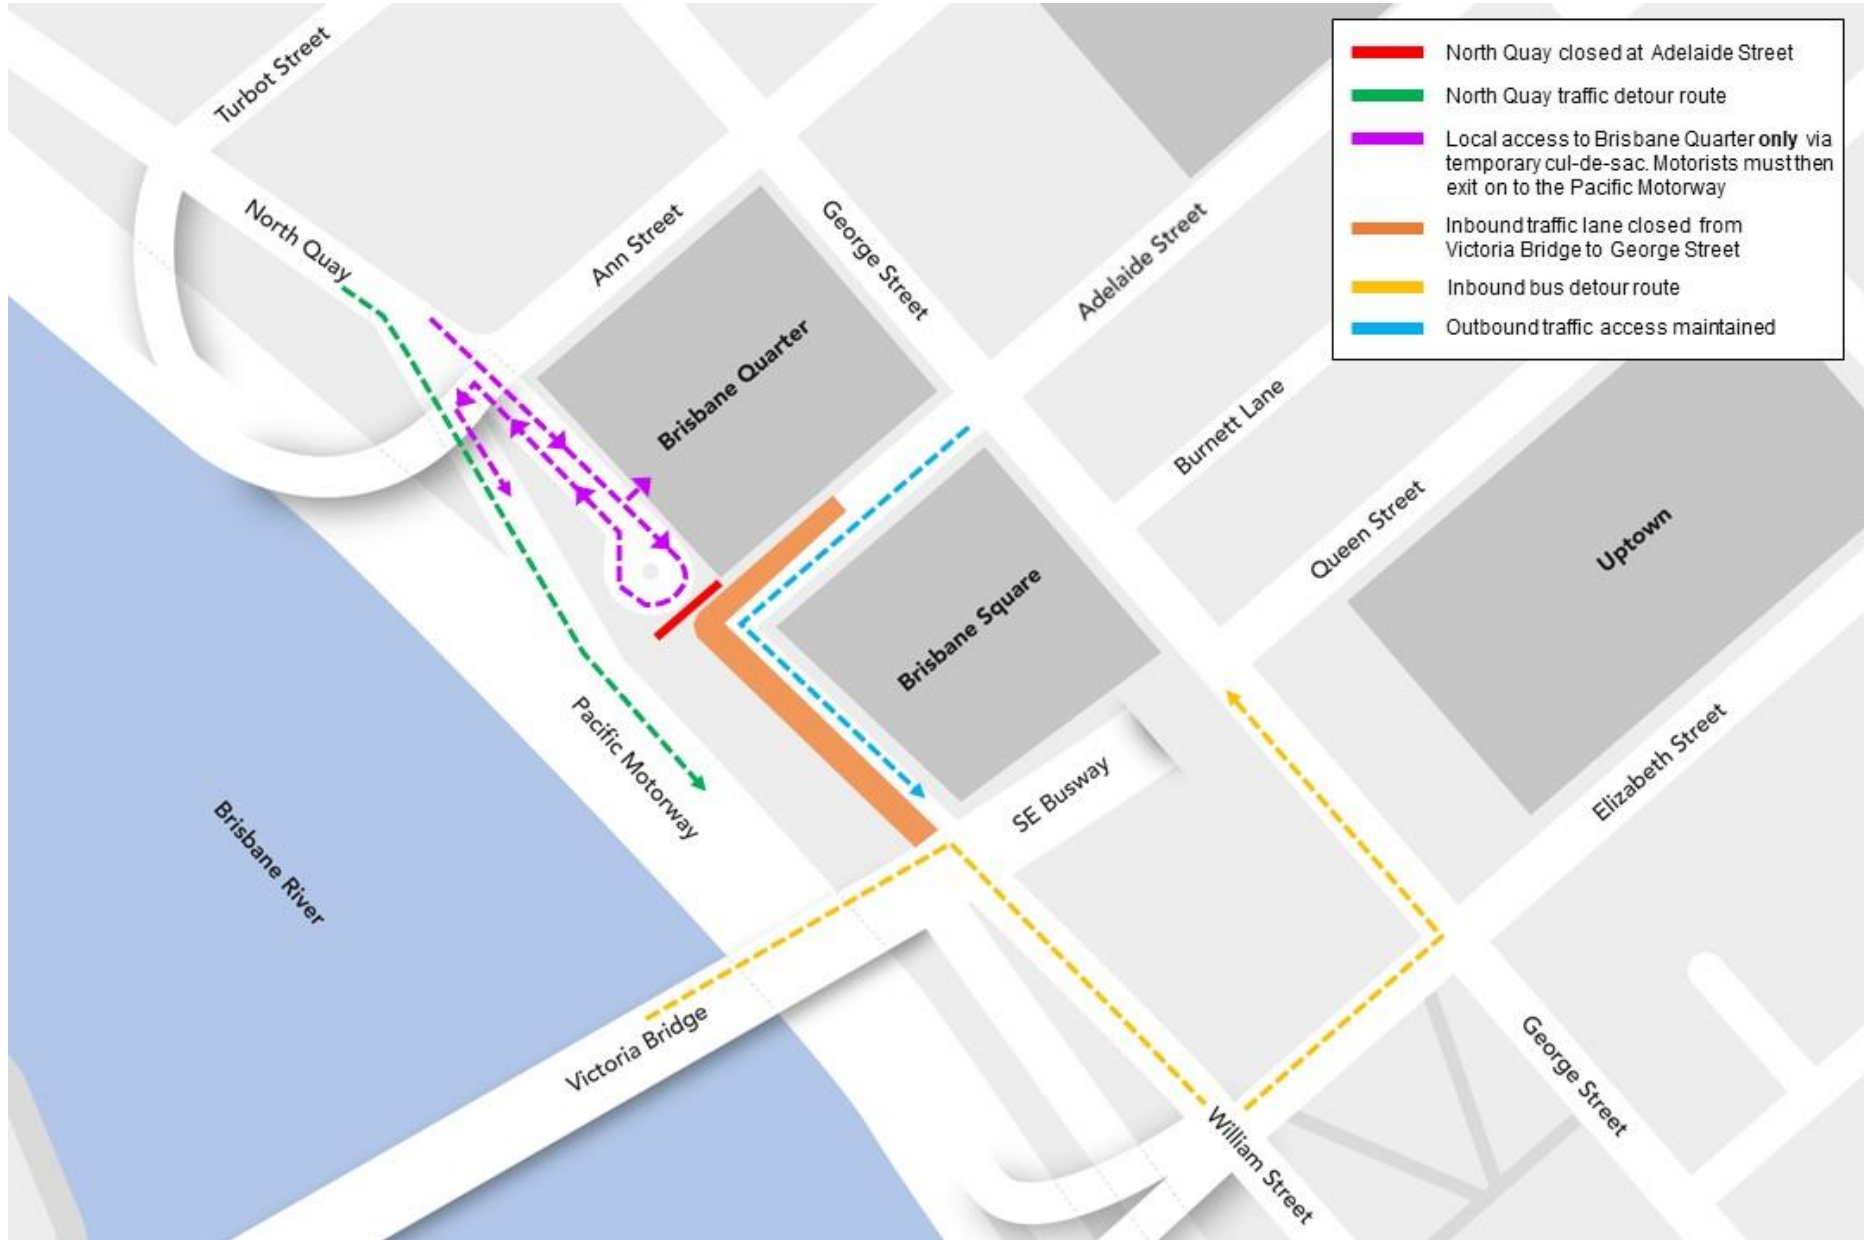 North Quay closed at Adelaide Street
North Quay traffic detour route
Local access to Brisbane Quarter only via
temporary cul-de-sac. Motorists must then
exit on to the Pacific Motorway
Inbound traffic lane closed from
Victoria Bridge to George Street
Inbound bus detour route
Outbound traffic access maintained
Turbot Street
North Quay
Ann Street
George Street
Adelaide Street
Brisbane Quarter
Burnett Lane
Queen Street
Uptown
Brisbane Square
Pacific Motorway
SE Busway
Elizabeth Street
Brisbane River
Victoria Bridge
George Street
William Street